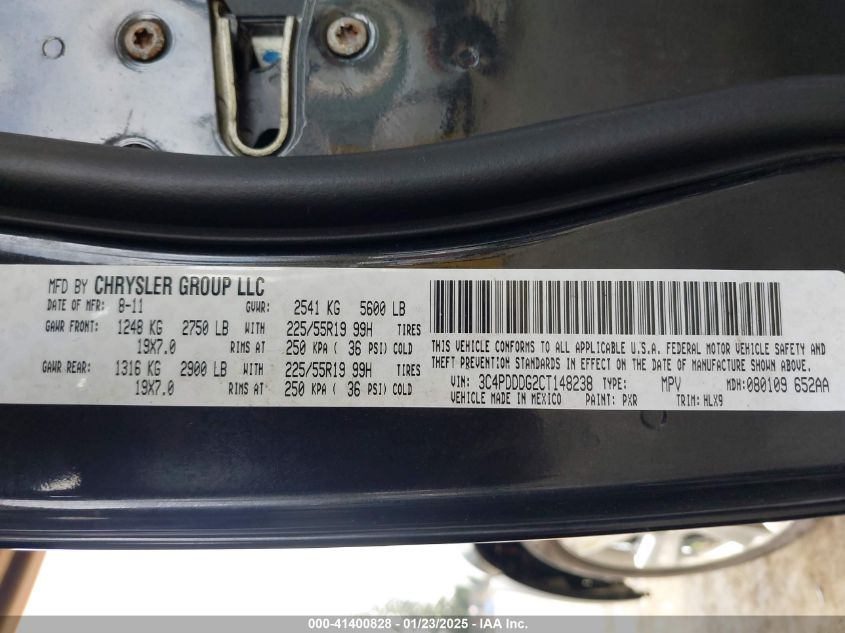 MFD BY CHRYSLER GROUP LLC
DATE OF MFR: 8-11 GVWR: 2541 KG 5600 LB
GAWR FRONT: 1248 KG 2750 LB WITH 225/55R19 99H TIRES
19X7.0 RIMS AT 250 KPA ( 36 PSI) COLD
GAWR REAR: 1316 KG 2900 LB WITH 225/55R19 99H TIRES
19X7.0 RIMS AT 250 KPA ( 36 PSI) COLD
THIS VEHICLE CONFORMS TO ALL APPLICABLE U.S.A. FEDERAL MOTOR VEHICLE SAFETY AND
THEFT PREVENTION STANDARDS IN EFFECT ON THE DATE OF MANUFACTURE SHOWN ABOVE.
VIN: 3C4PDDDG2CT148238 TYPE: MPV MDH: 080109 652AA
VEHICLE MADE IN MEXICO PAINT: PXR TRIM: HLX9
000-41400828 - 01/23/2025 - IAA Inc.